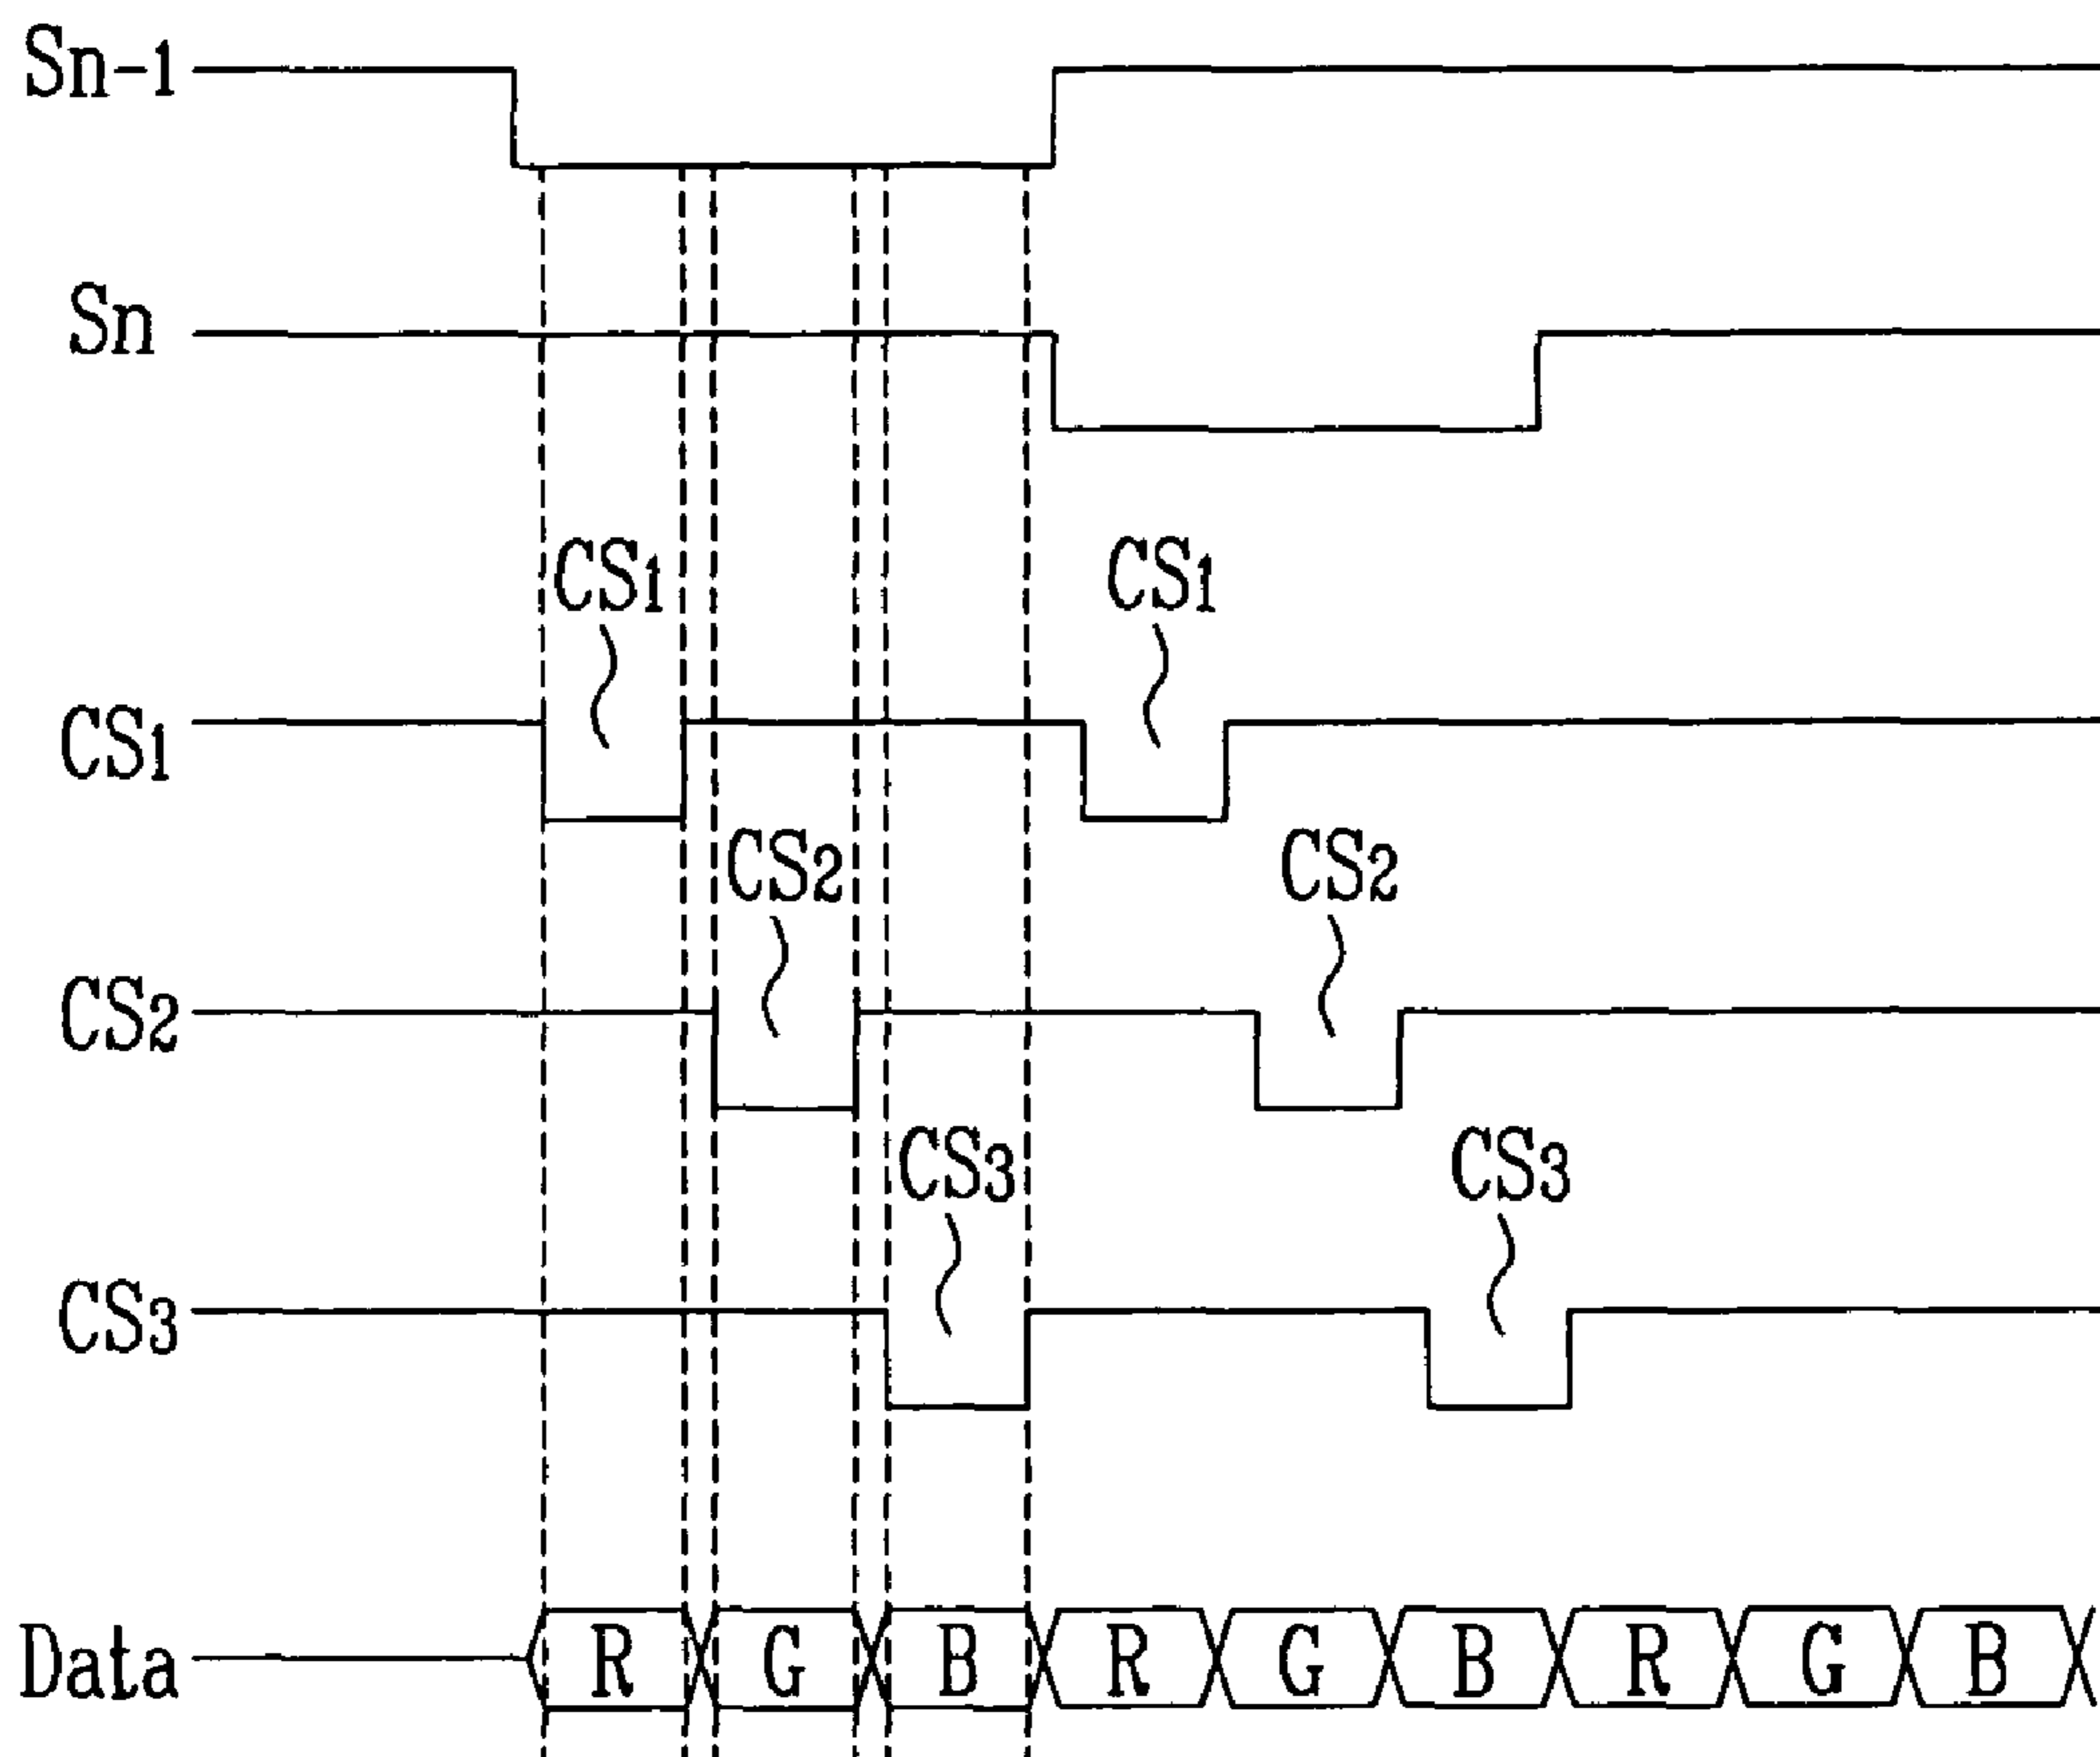 Sn-1
Sn
CS1 CS1
CS1
CS2 CS2
CS2
CS3 CS3
CS3
Data R G B R G B R G B